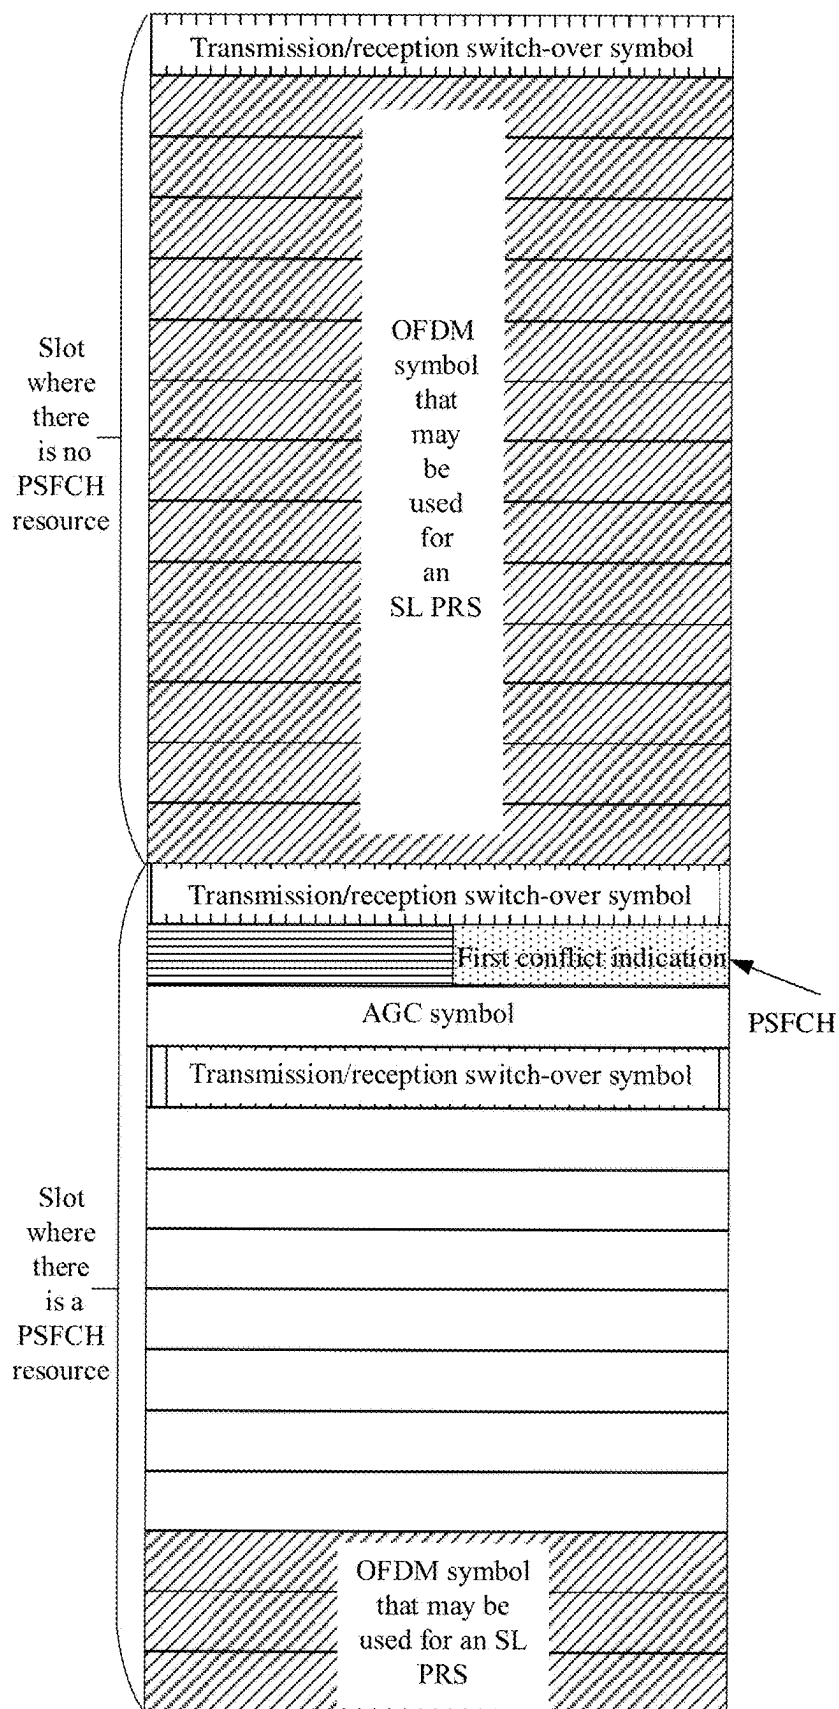 Transmission/reception switch-over symbol
Slot
where
there
is no
PSFCH
resource
OFDM
symbol
that
may
be
used
for
an
SL PRS
Transmission/reception switch-over symbol
First conflict indication
PSFCH
AGC symbol
Transmission/reception switch-over symbol
Slot
where
there
is a
PSFCH
resource
OFDM symbol
that may be
used for an SL
PRS